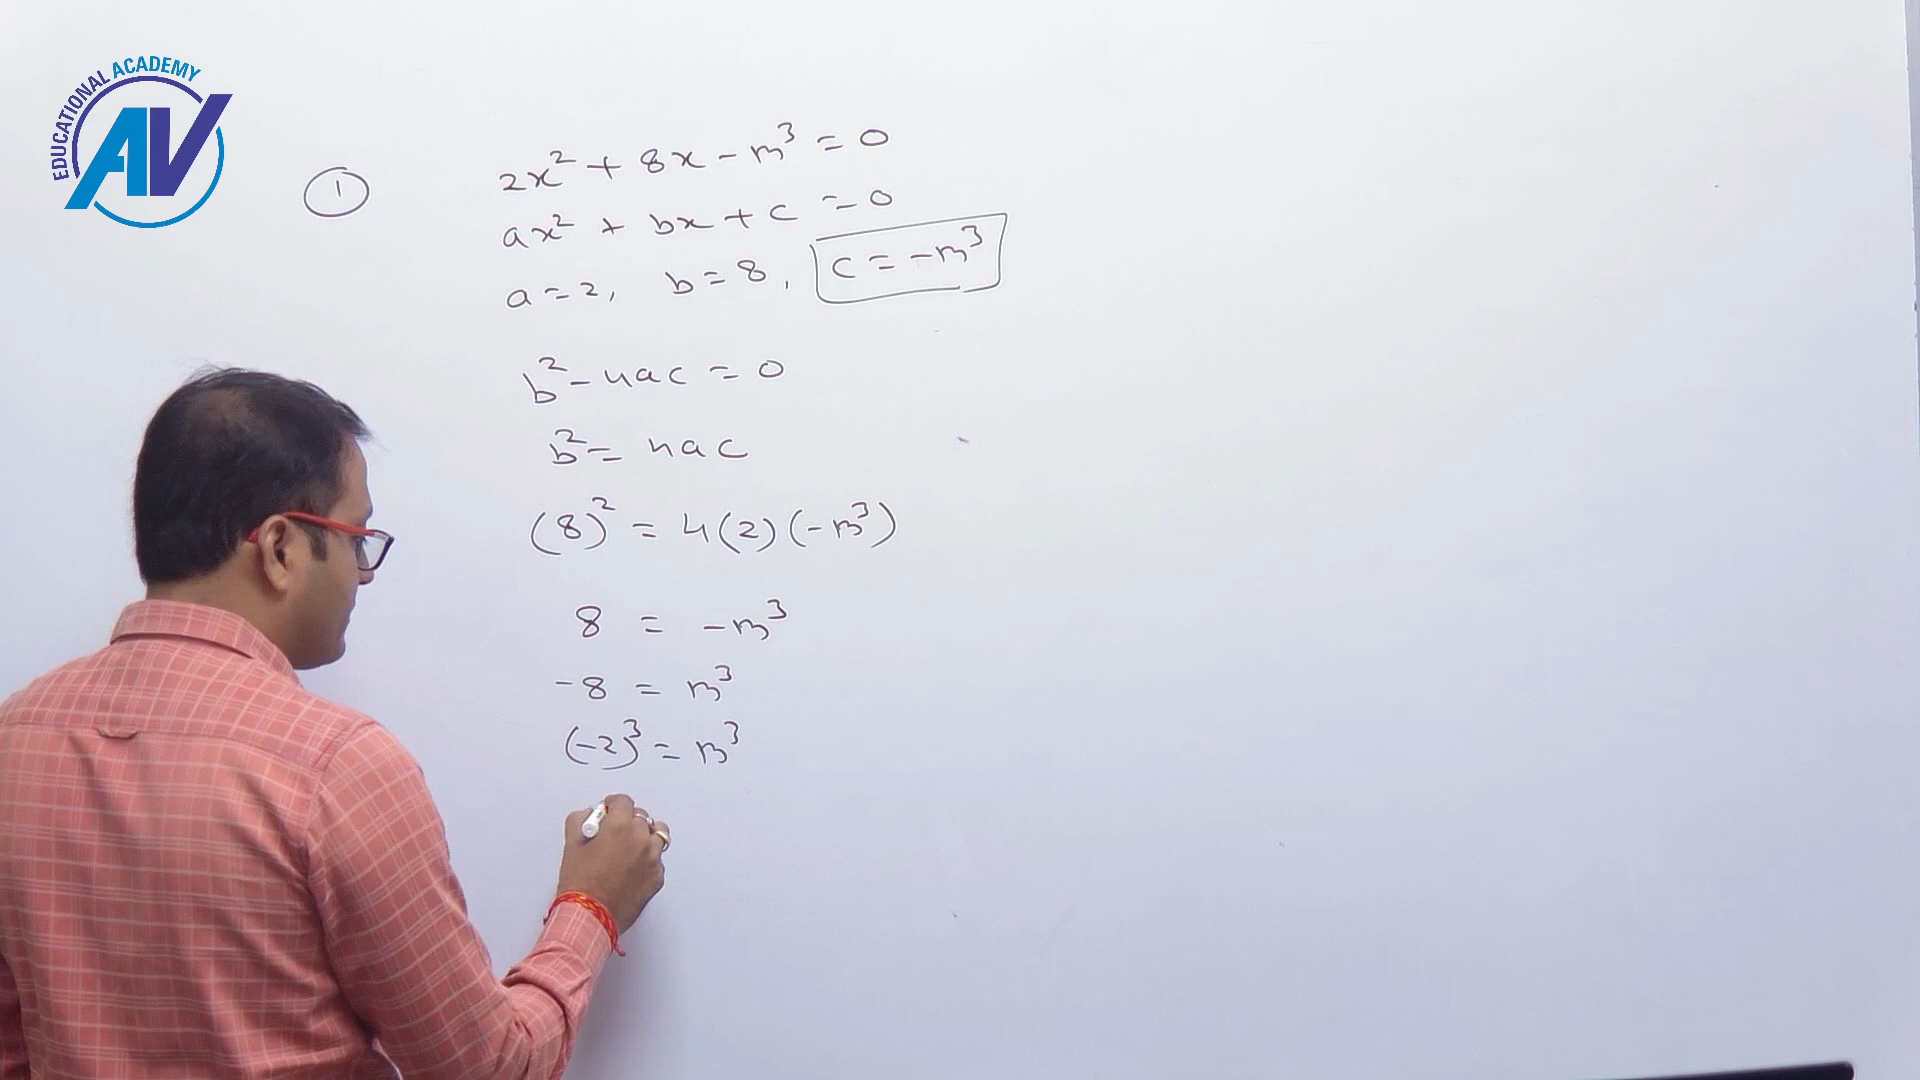 EDUCATIONAL ACADEMY
AV
1
2x² + 8x - m³ = 0
ax² + bx + c = 0
a = 2, b = 8, c = -m³
b² - 4ac = 0
b² = 4ac
(8)² = 4(2)(-m³)
8 = -m³
-8 = m³
(-2)³ = m³